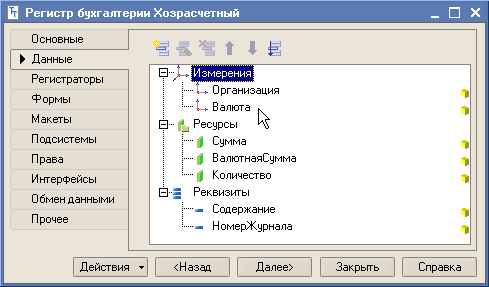 Регистр бухгалтерии Хозрасчетный
Основные
Данные
Регистраторы
Формы
Макеты
Подсистемы
Права
Интерфейсы
Обмен данными
Прочее
Измерения
Организация
Валюта
Ресурсы
Сумма
ВалютнаяСумма
Количество
Реквизиты
Содержание
НомерЖурнала
Действия
<Назад
Далее>
Закрыть
Справка